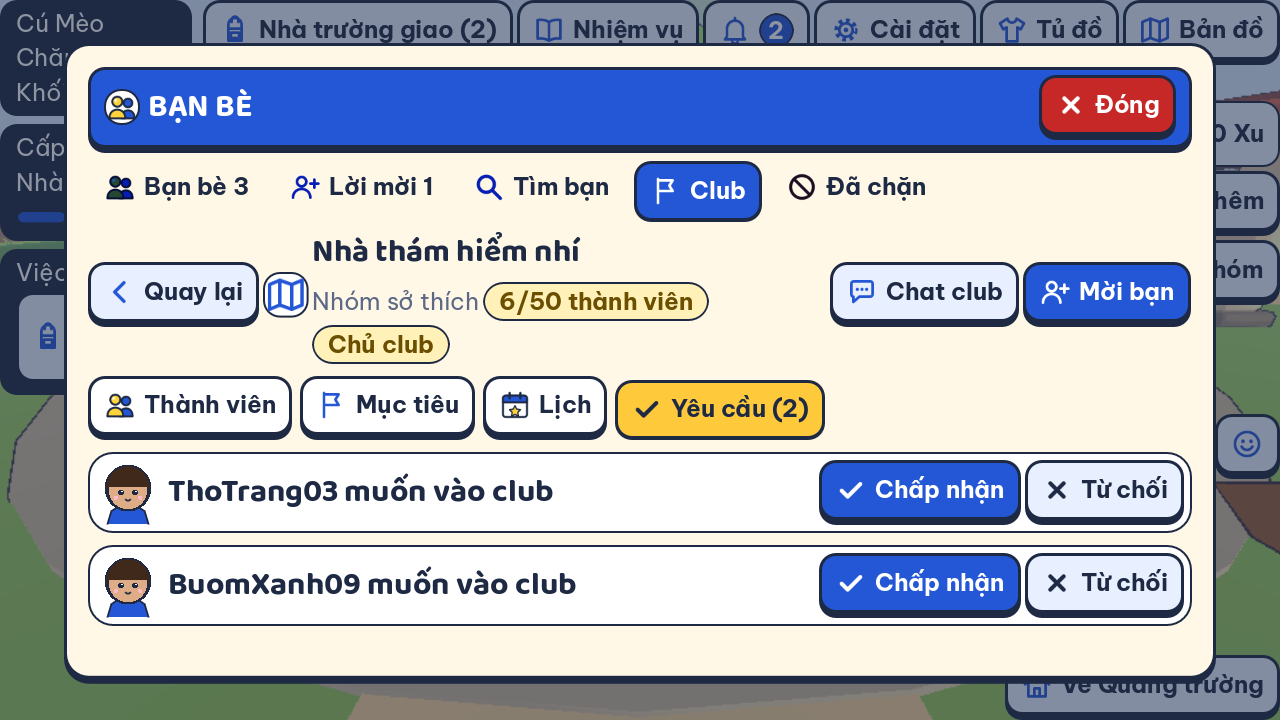 Cú Mèo
Nhà trường giao (2)
Nhiệm vụ
2
Cài đặt
Tủ đồ
Bản đồ
Khố
Cấp
Nhà
Việc
BẠN BÈ
Đóng
Xu
Bạn bè 3
Lời mời 1
Tìm bạn
Club
Đã chặn
Quay lại
Nhà thám hiểm nhí
Nhóm sở thích 6/50 thành viên
Chủ club
Chat club
Mời bạn
Thành viên
Mục tiêu
Lịch
Yêu cầu (2)
ThoTrang03 muốn vào club
Chấp nhận
Từ chối
BuomXanh09 muốn vào club
Chấp nhận
Từ chối
Về Quảng trường